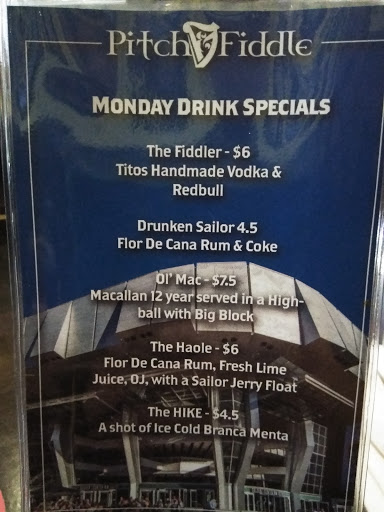 Pitch Fiddle
MONDAY DRINK SPECIALS
The Fiddler - $6
Titos Handmade Vodka &
Redbull
Drunken Sailor 4.5
Flor De Cana Rum & Coke
Ol' Mac - $7.5
Macallan 12 year served in a High-
ball with Big Block
The Haole - $6
Flor De Cana Rum, Fresh Lime
Juice, OJ, with a Sailor Jerry Float
The HIKE - $4.5
A shot of Ice Cold Branca Menta